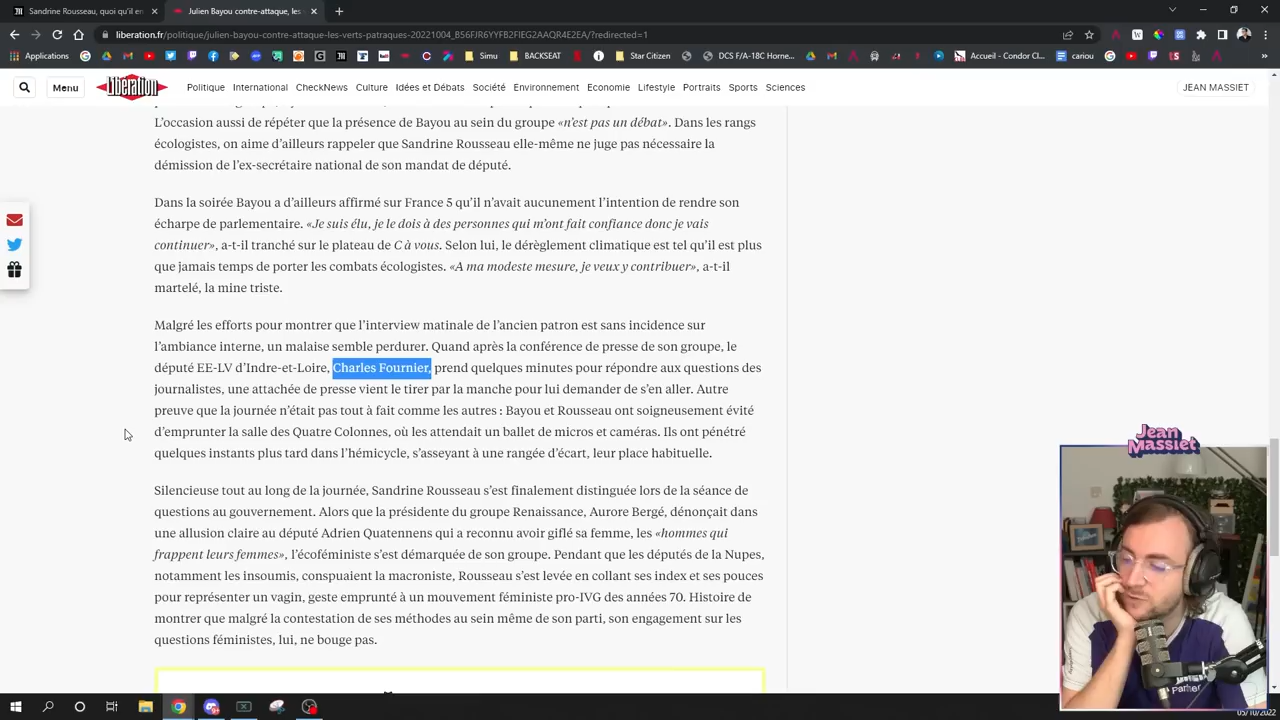 Sandrine Rousseau, quoi qu'il en
Julien Bayou contre-attaque, les
liberation.fr/politique/julien-bayou-contre-attaque-les-verts-patraques-20221004_B56FJR6YYFB2FIEG2AAQR4E2EA/?redirected=1
Applications
Simu
BACKSEAT
Star Citizen
DCS F/A-18C Horne...
Accueil - Condor Cl...
cariou
Menu
Libération
Politique International CheckNews Culture Idées et Débats Société Environnement Economie Lifestyle Portraits Sports Sciences
JEAN MASSIET
L'occasion aussi de répéter que la présence de Bayou au sein du groupe «n'est pas un débat». Dans les rangs
écologistes, on aime d'ailleurs rappeler que Sandrine Rousseau elle-même ne juge pas nécessaire la
démission de l'ex-secrétaire national de son mandat de député.
Dans la soirée Bayou a d'ailleurs affirmé sur France 5 qu'il n'avait aucunement l'intention de rendre son
écharpe de parlementaire. «Je suis élu, je le dois à des personnes qui m'ont fait confiance donc je vais
continuer», a-t-il tranché sur le plateau de C à vous. Selon lui, le dérèglement climatique est tel qu'il est plus
que jamais temps de porter les combats écologistes. «A ma modeste mesure, je veux y contribuer», a-t-il
martelé, la mine triste.
Malgré les efforts pour montrer que l'interview matinale de l'ancien patron est sans incidence sur
l'ambiance interne, un malaise semble perdurer. Quand après la conférence de presse de son groupe, le
député EE-LV d'Indre-et-Loire, Charles Fournier, prend quelques minutes pour répondre aux questions des
journalistes, une attachée de presse vient le tirer par la manche pour lui demander de s'en aller. Autre
preuve que la journée n'était pas tout à fait comme les autres : Bayou et Rousseau ont soigneusement évité
d'emprunter la salle des Quatre Colonnes, où les attendait un ballet de micros et caméras. Ils ont pénétré
quelques instants plus tard dans l'hémicycle, s'asseyant à une rangée d'écart, leur place habituelle.
Silencieuse tout au long de la journée, Sandrine Rousseau s'est finalement distinguée lors de la séance de
questions au gouvernement. Alors que la présidente du groupe Renaissance, Aurore Bergé, dénonçait dans
une allusion claire au député Adrien Quatennens qui a reconnu avoir giflé sa femme, les «hommes qui
frappent leurs femmes», l'écoféministe s'est démarquée de son groupe. Pendant que les députés de la Nupes,
notamment les insoumis, conspuaient la macroniste, Rousseau s'est levée en collant ses index et ses pouces
pour représenter un vagin, geste emprunté à un mouvement féministe pro-IVG des années 70. Histoire de
montrer que malgré la contestation de ses méthodes au sein même de son parti, son engagement sur les
questions féministes, lui, ne bouge pas.
Jean
Massiet
05/10/2022